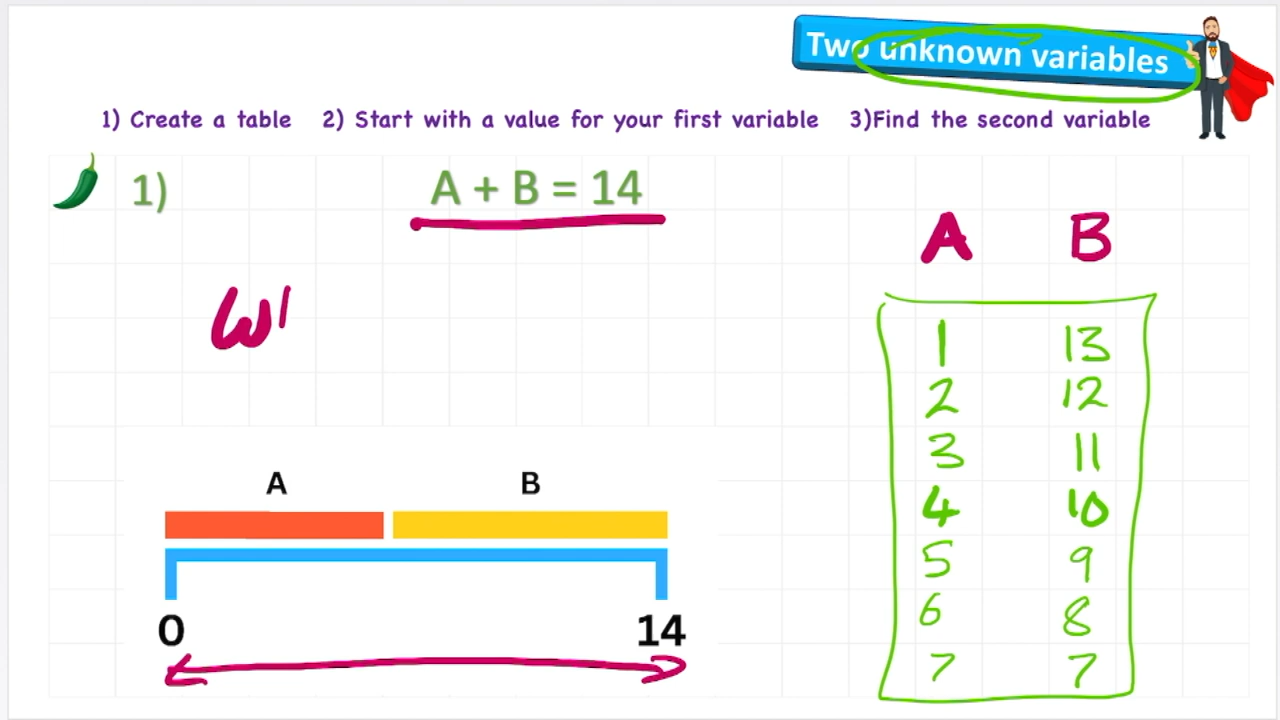 Two unknown variables
1) Create a table 2) Start with a value for your first variable 3)Find the second variable
1) A + B = 14
A B
1 13
2 12
3 11
4 10
5 9
6 8
7 7
A B
0 14